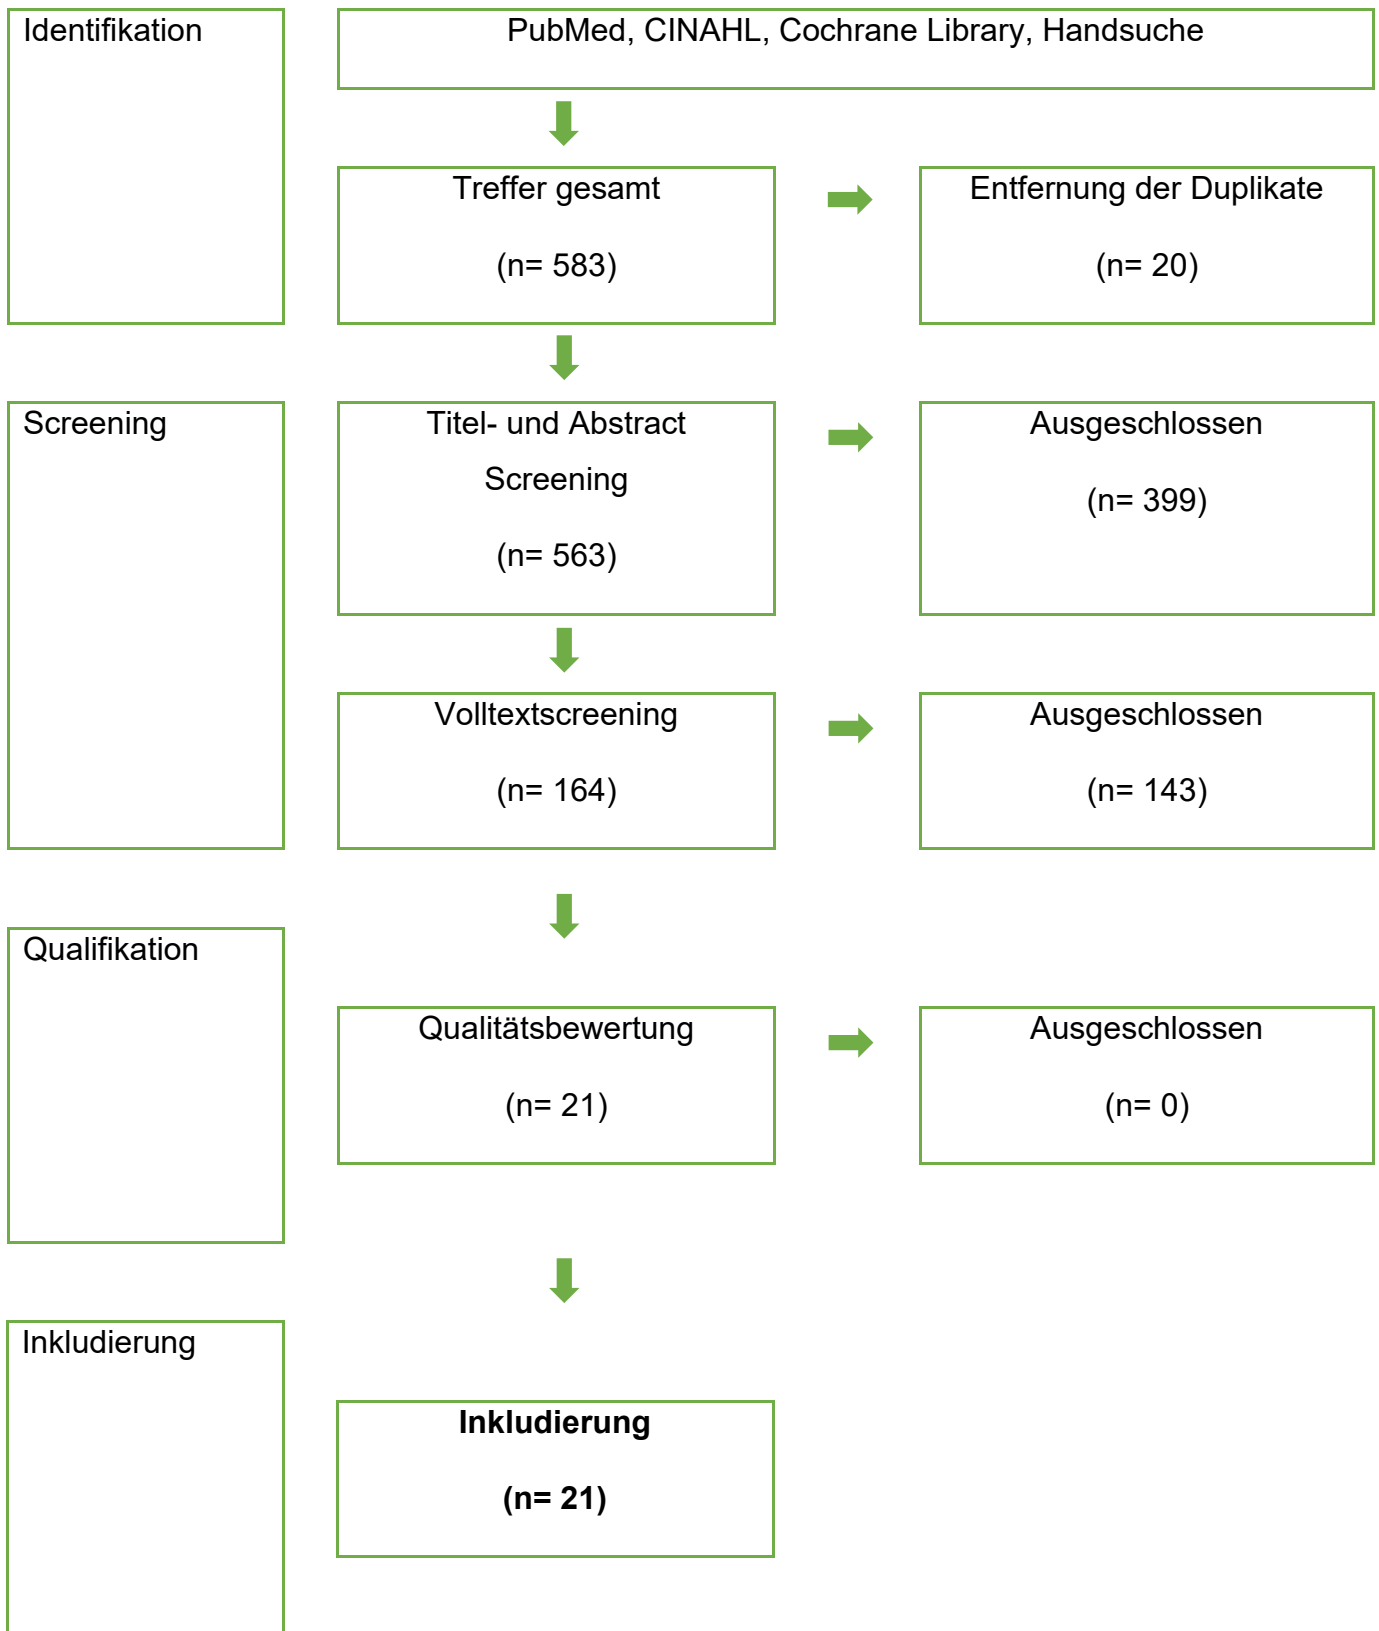 Identifikation
PubMed, CINAHL, Cochrane Library, Handsuche
Treffer gesamt
(n= 583)
Entfernung der Duplikate
(n= 20)
Screening
Titel- und Abstract
Screening
(n= 563)
Ausgeschlossen
(n= 399)
Volltextscreening
(n= 164)
Ausgeschlossen
(n= 143)
Qualifikation
Qualitätsbewertung
(n= 21)
Ausgeschlossen
(n= 0)
Inkludierung
Inkludierung
(n= 21)